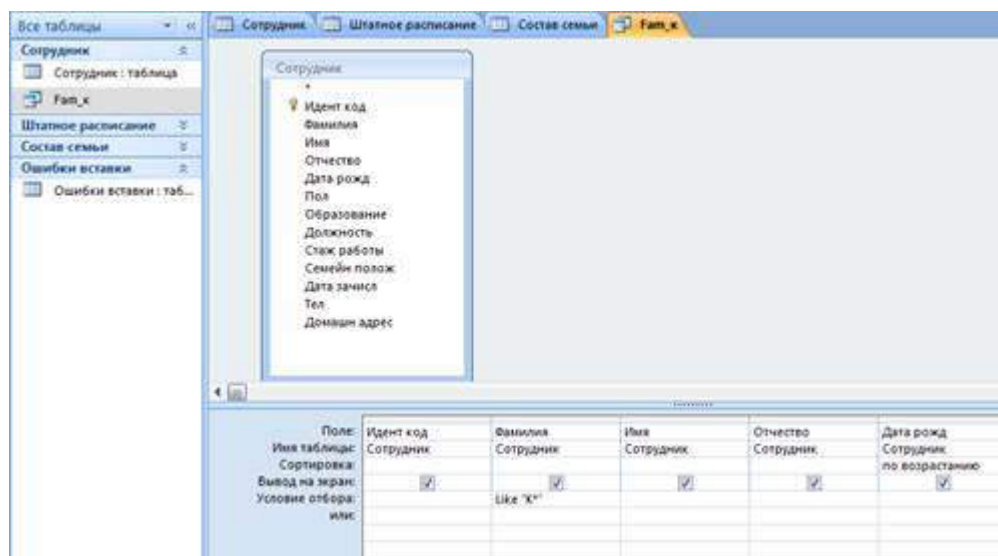 Все таблицы
Сотрудник
Сотрудник : таблица
Fam_к
Штатное расписание
Состав семьи
Ошибки вставки
Ошибки вставки : таб...
Сотрудник Штатное расписание Состав семьи Fam_к
Сотрудник
*
Идент код
Фамилия
Имя
Отчество
Дата рожд
Пол
Образование
Должность
Стаж работы
Семейн полож
Дата зачисл
Тел
Домашн адрес
Поле: Идент код Фамилия Имя Отчество Дата рожд
Имя таблицы: Сотрудник Сотрудник Сотрудник Сотрудник Сотрудник
Сортировка: по возрастанию
Вывод на экран:
Условие отбора: Like "К*"
или: